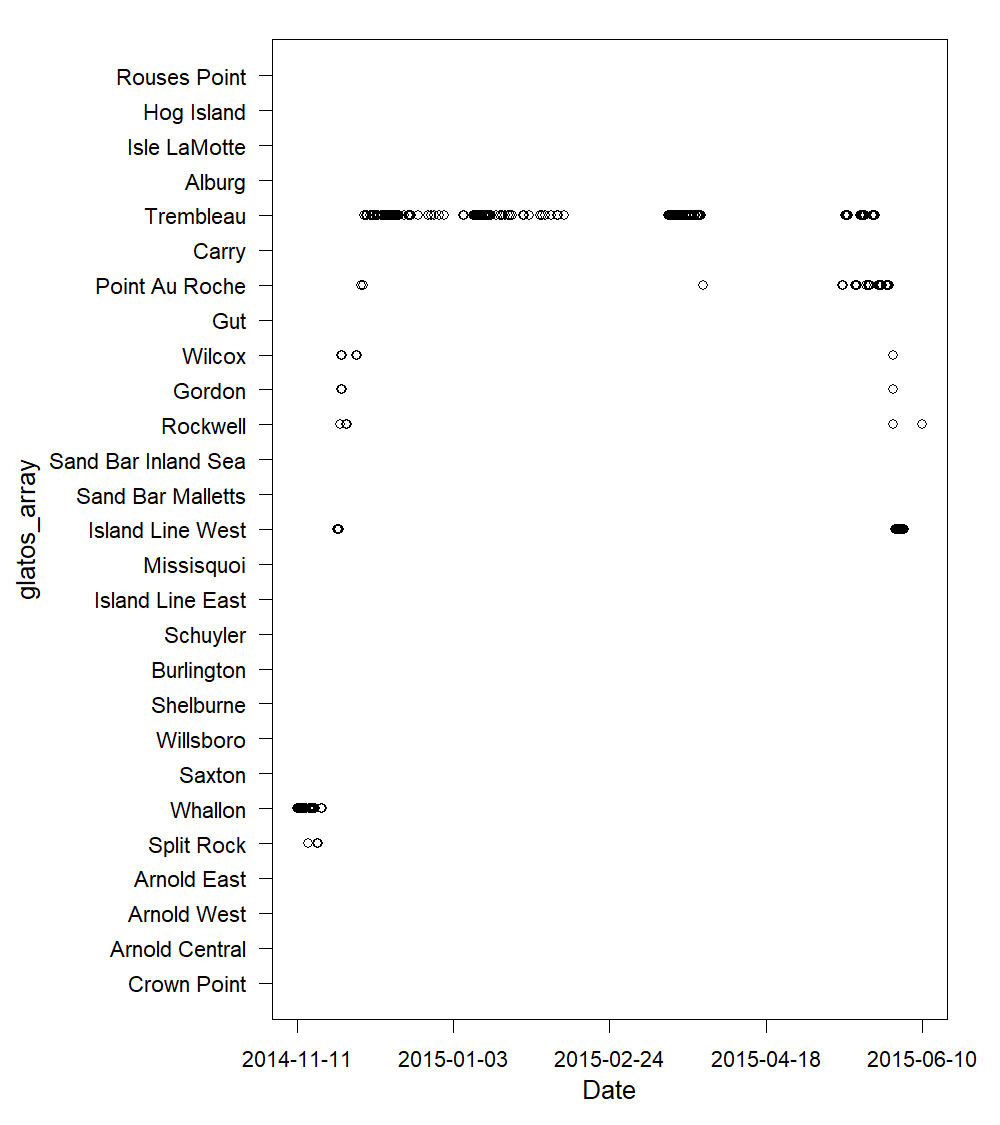 Rouses Point
Hog Island
Isle LaMotte
Alburg
Trembleau
Carry
Point Au Roche
Gut
Wilcox
Gordon
Rockwell
Sand Bar Inland Sea
Sand Bar Malletts
Island Line West
Missisquoi
Island Line East
Schuyler
Burlington
Shelburne
Willsboro
Saxton
Whallon
Split Rock
Arnold East
Arnold West
Arnold Central
Crown Point
glatos_array
2014-11-11 2015-01-03 2015-02-24 2015-04-18 2015-06-10
Date